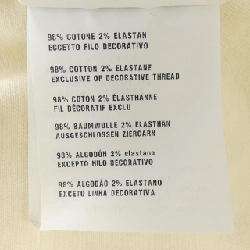 98% COTONE 2% ELASTAN
ECCETTO FILO DECORATIVO
98% COTTON 2% ELASTANE
EXCLUSIVE OF DECORATIVE THREAD
98% COTON 2% ÉLASTHANNE
FIL DÉCORATIF EXCLU
98% BAUMWOLLE 2% ELASTHAN
AUSGESCHLOSSEN ZIERGARN
98% ALGODÓN 2% elastano
EXCEPTO HILO DECORATIVO
98% ALGODÃO 2% ELASTANO
EXCETO LINHA DECORATIVA